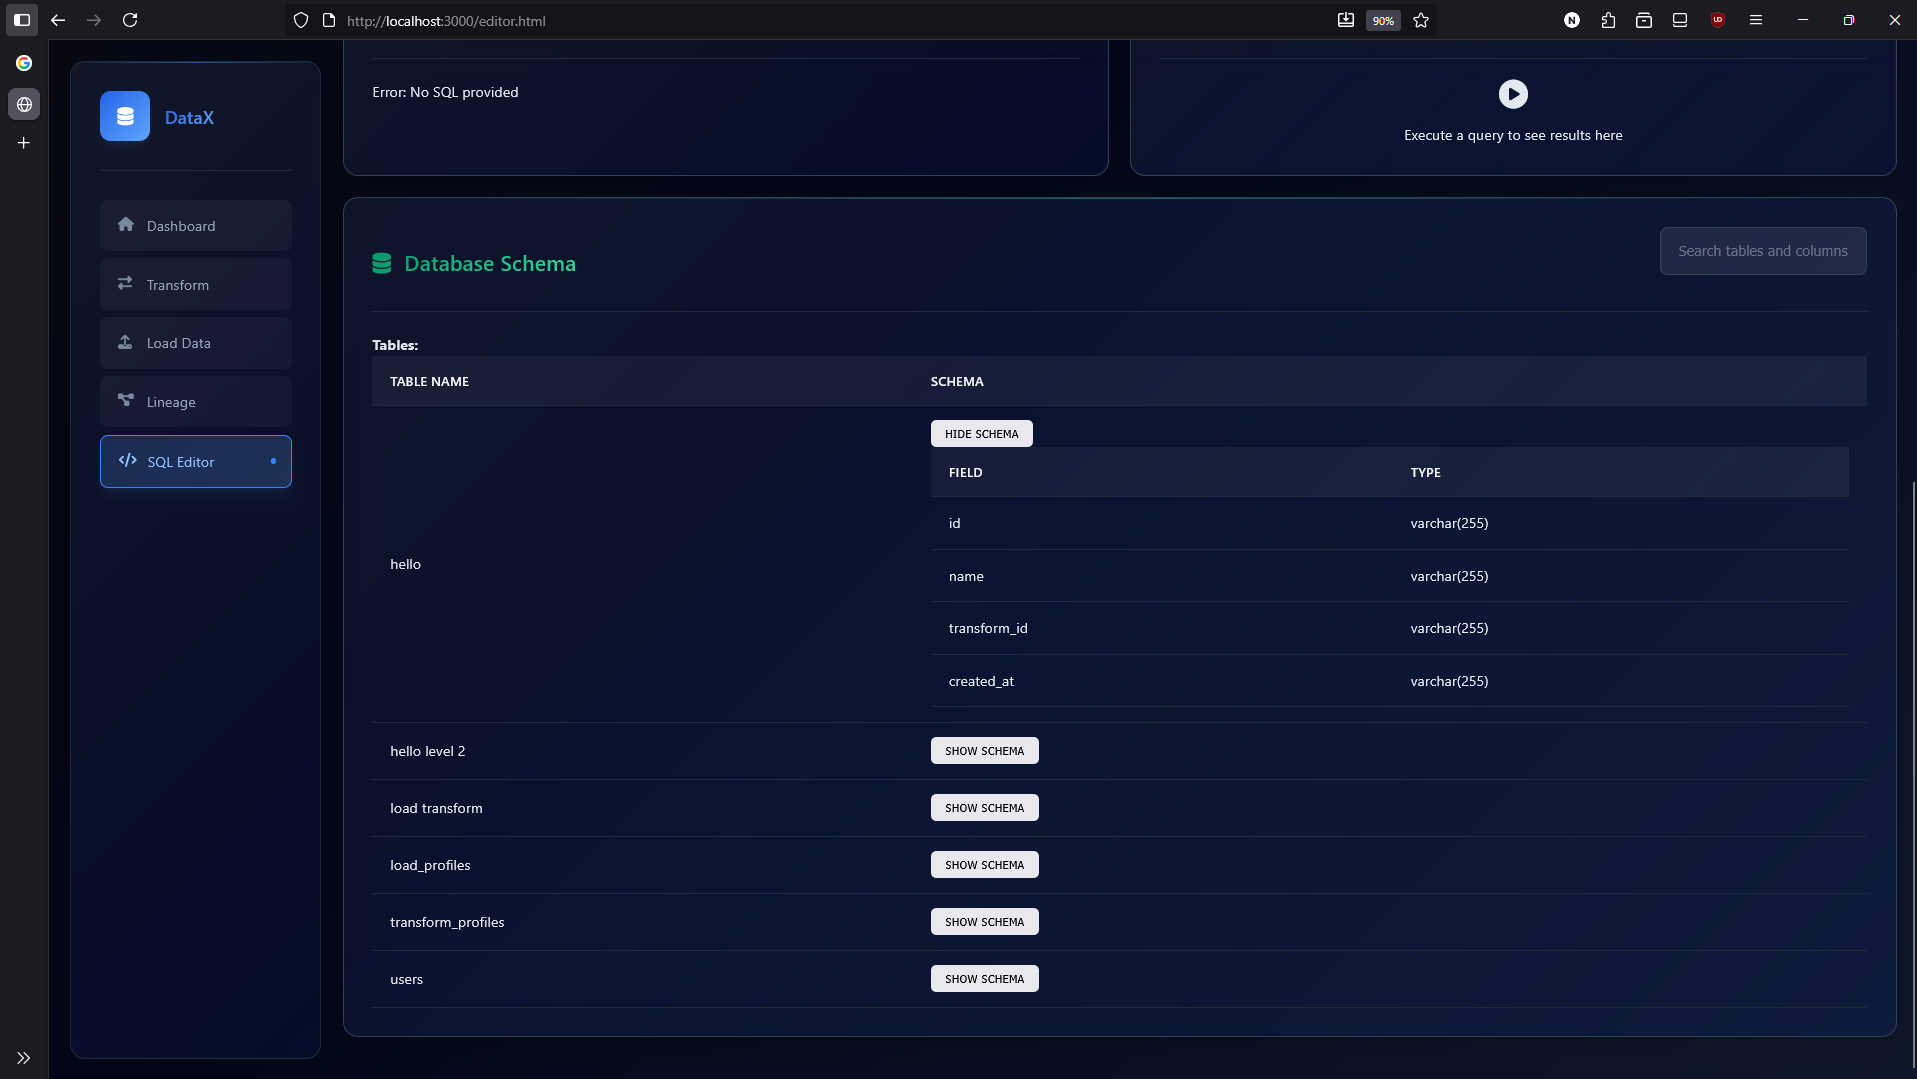 http://localhost:3000/editor.html
90%
N
DataX
Dashboard
Transform
Load Data
Lineage
SQL Editor
Error: No SQL provided
Execute a query to see results here
Database Schema
Search tables and columns
Tables:
TABLE NAME SCHEMA
HIDE SCHEMA
FIELD TYPE
id varchar(255)
name varchar(255)
hello
transform_id varchar(255)
created_at varchar(255)
hello level 2 SHOW SCHEMA
load transform SHOW SCHEMA
load_profiles SHOW SCHEMA
transform_profiles SHOW SCHEMA
users SHOW SCHEMA